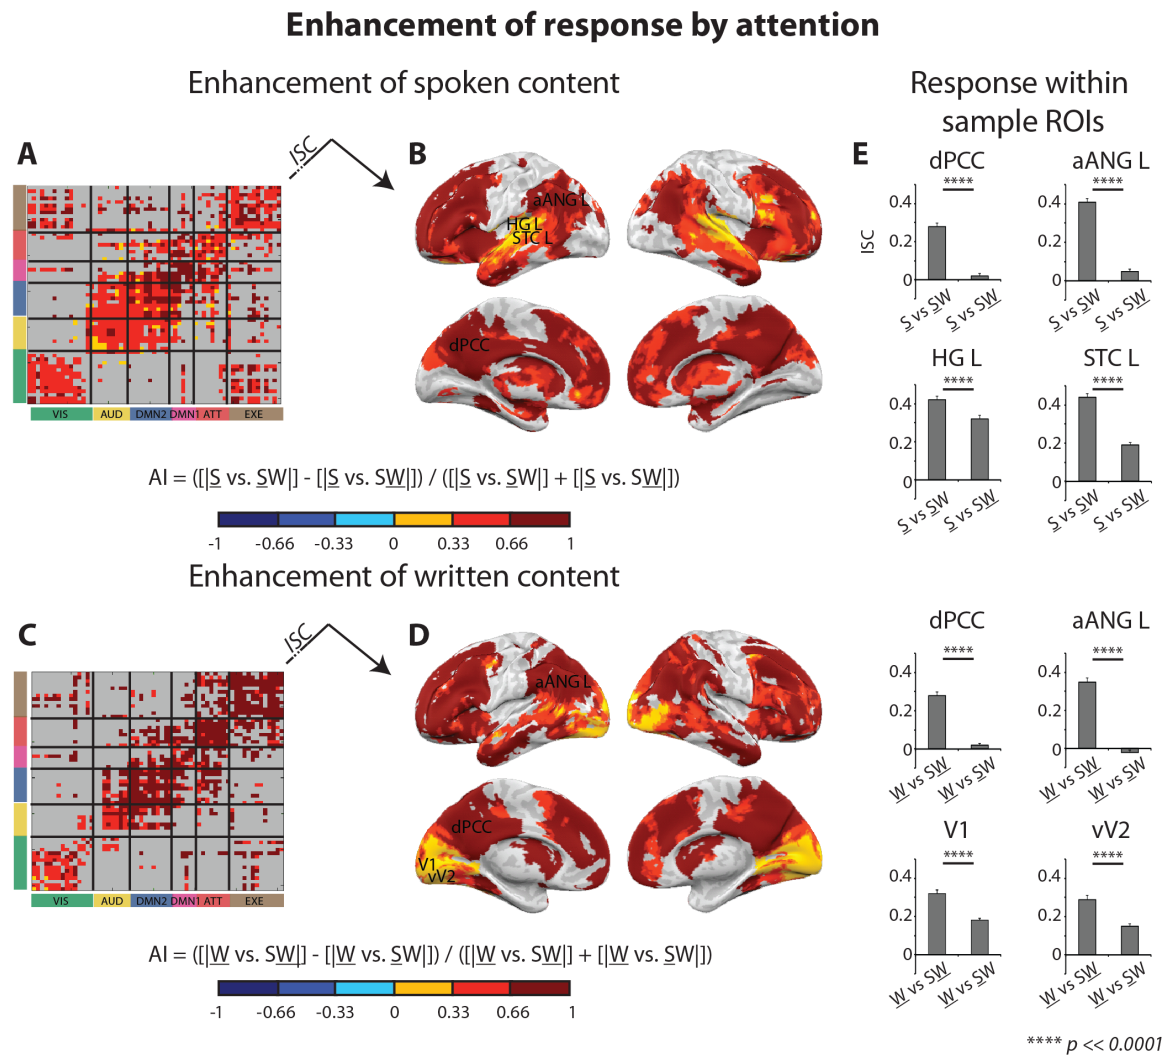 Enhancement of response by attention
Enhancement of spoken content
Response within
sample ROIs
A
ISC
B
aANG L
HG L
STC L
dPCC
VIS AUD DMN2 DMN1 ATT EXE
AI = ([|S vs. SW|] - [|S vs. SW|]) / ([|S vs. SW|] + [|S vs. SW|])
-1 -0.66 -0.33 0 0.33 0.66 1
E
dPCC
****
ISC
0.4
0.2
0
S vs SW
S vs SW
aANG L
****
0.4
0.2
0
S vs SW
S vs SW
HG L
****
0.4
0.2
0
S vs SW
S vs SW
STC L
****
0.4
0.2
0
S vs SW
S vs SW
Enhancement of written content
C
ISC
D
aANG L
dPCC
V1
vV2
VIS AUD DMN2 DMN1 ATT EXE
AI = ([|W vs. SW|] - [|W vs. SW|]) / ([|W vs. SW|] + [|W vs. SW|])
-1 -0.66 -0.33 0 0.33 0.66 1
dPCC
****
0.4
0.2
0
W vs SW
W vs SW
aANG L
****
0.4
0.2
0
W vs SW
W vs SW
V1
****
0.4
0.2
0
W vs SW
W vs SW
vV2
****
0.4
0.2
0
W vs SW
W vs SW
**** p << 0.0001